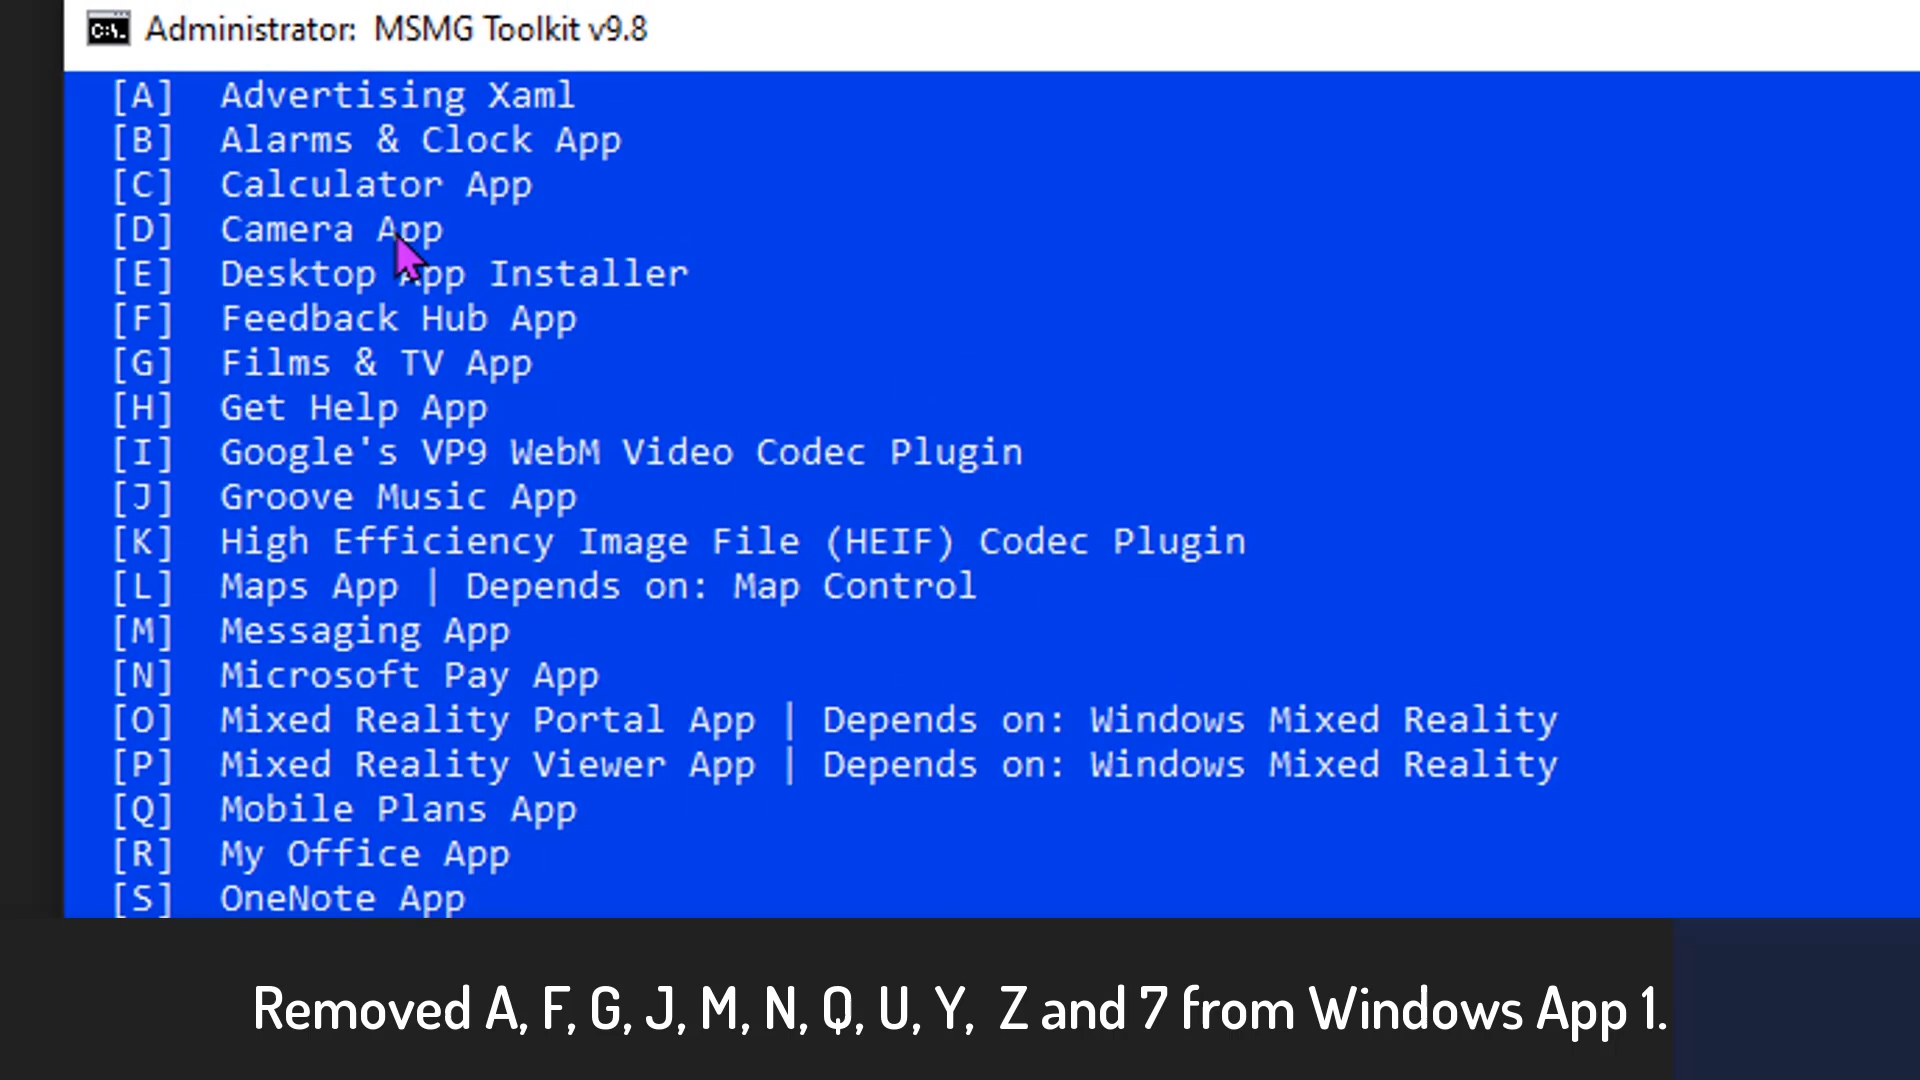 Administrator: MSMG Toolkit v9.8
[A] Advertising Xaml
[B] Alarms & Clock App
[C] Calculator App
[D] Camera App
[E] Desktop App Installer
[F] Feedback Hub App
[G] Films & TV App
[H] Get Help App
[I] Google's VP9 WebM Video Codec Plugin
[J] Groove Music App
[K] High Efficiency Image File (HEIF) Codec Plugin
[L] Maps App | Depends on: Map Control
[M] Messaging App
[N] Microsoft Pay App
[O] Mixed Reality Portal App | Depends on: Windows Mixed Reality
[P] Mixed Reality Viewer App | Depends on: Windows Mixed Reality
[Q] Mobile Plans App
[R] My Office App
[S] OneNote App
Removed A, F, G, J, M, N, Q, U, Y, Z and 7 from Windows App 1.